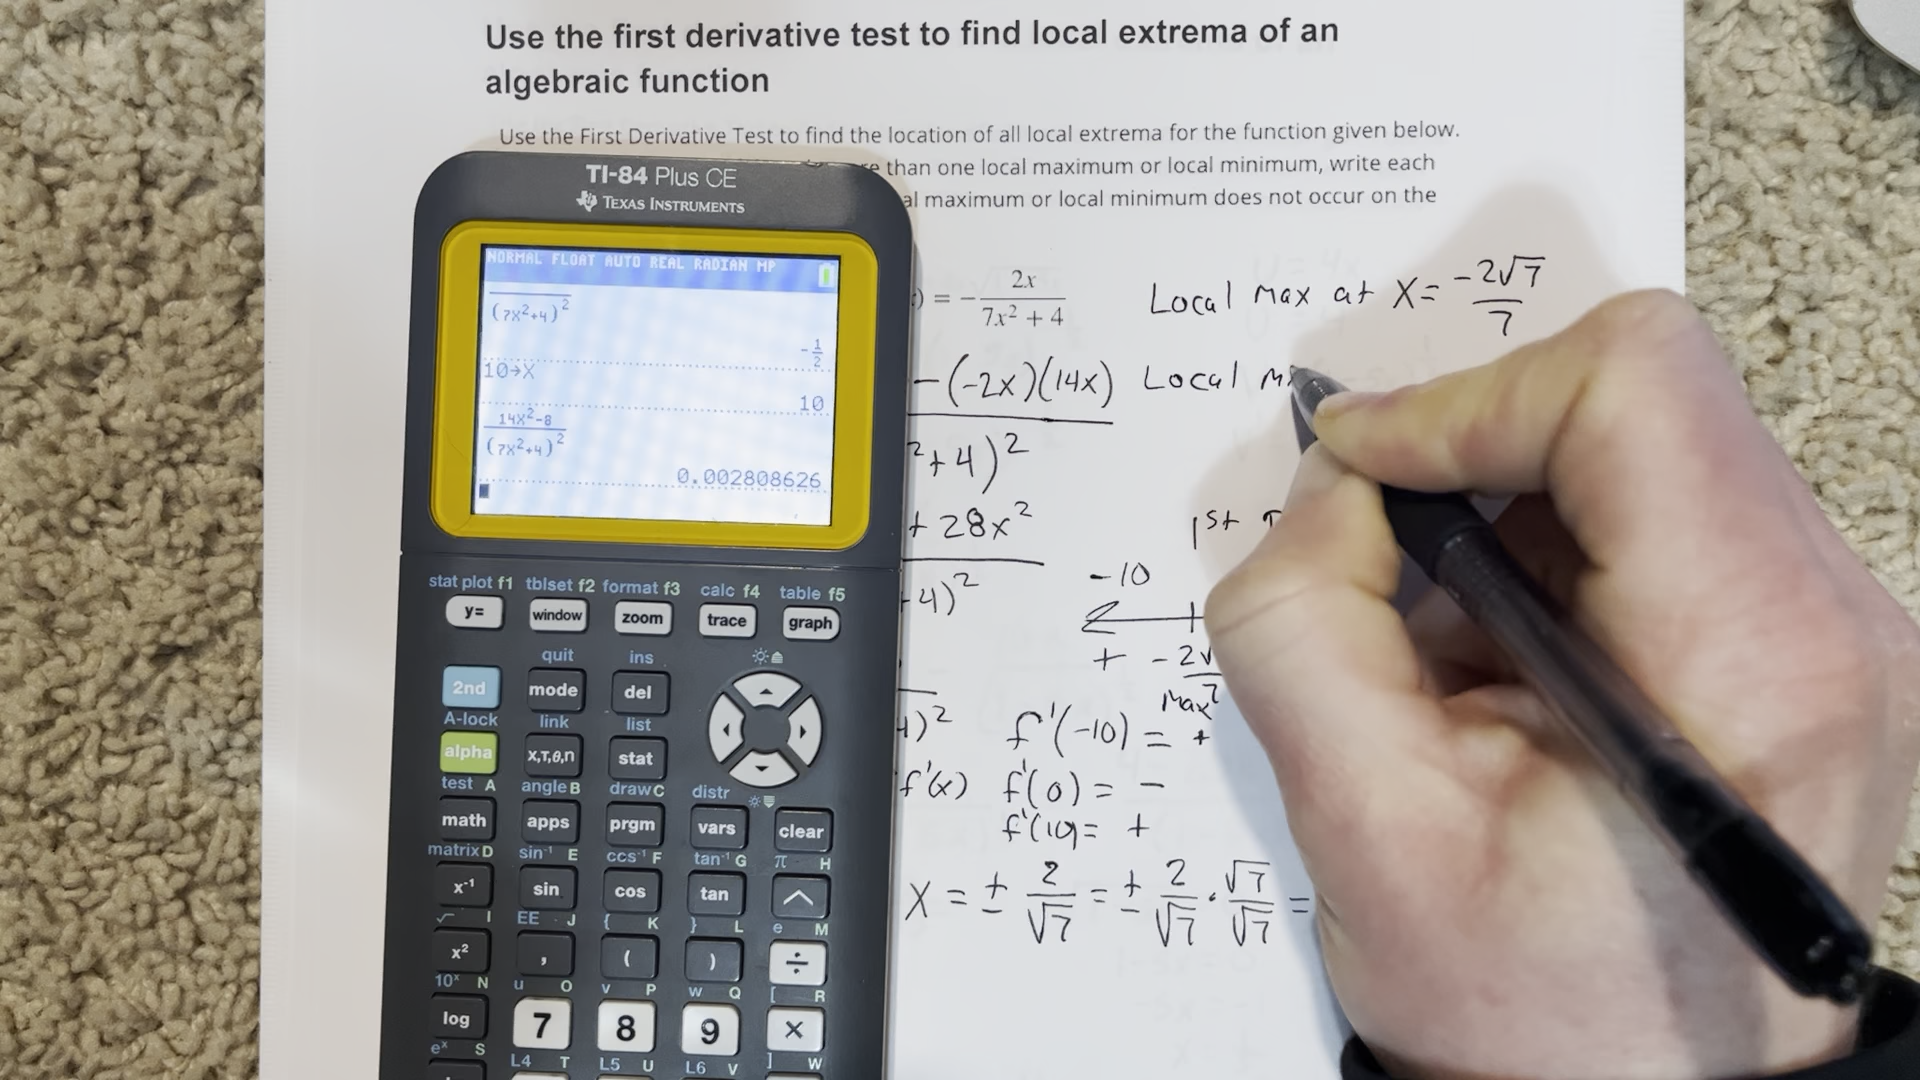 Use the first derivative test to find local extrema of an
algebraic function
Use the First Derivative Test to find the location of all local extrema for the function given below.
than one local maximum or local minimum, write each
al maximum or local minimum does not occur on the
) = - 2x / 7x² + 4
Local Max at X = -2√7 / 7
- (-2x)(14x)
Local
² + 4)²
+ 28x²
4)²
1st
-10
+ -2√
7
Max
4)²
f'(-10) = +
f'(x)
f'(0) = -
f'(10) = +
X = ± 2/√7 = ± 2/√7 · √7/√7 =
TI-84 Plus CE
TEXAS INSTRUMENTS
NORMAL FLOAT AUTO REAL RADIAN MP
(7X²+4)²
-1/2
10→X
10
14X²-8
(7X²+4)²
0.002808626
stat plot f1 tblset f2 format f3 calc f4 table f5
y= window zoom trace graph
quit ins
2nd mode del
A-lock link list
alpha X,T,θ,n stat
test A angle B draw C distr
math apps prgm vars clear
matrix D sin⁻¹ E cos⁻¹ F tan⁻¹ G π H
x⁻¹ sin cos tan ^
√ I EE J { K } L e M
x² , ( ) ÷
10ˣ N u O v P w Q [ R
log 7 8 9 ×
eˣ S L4 T L5 U L6 V ] W